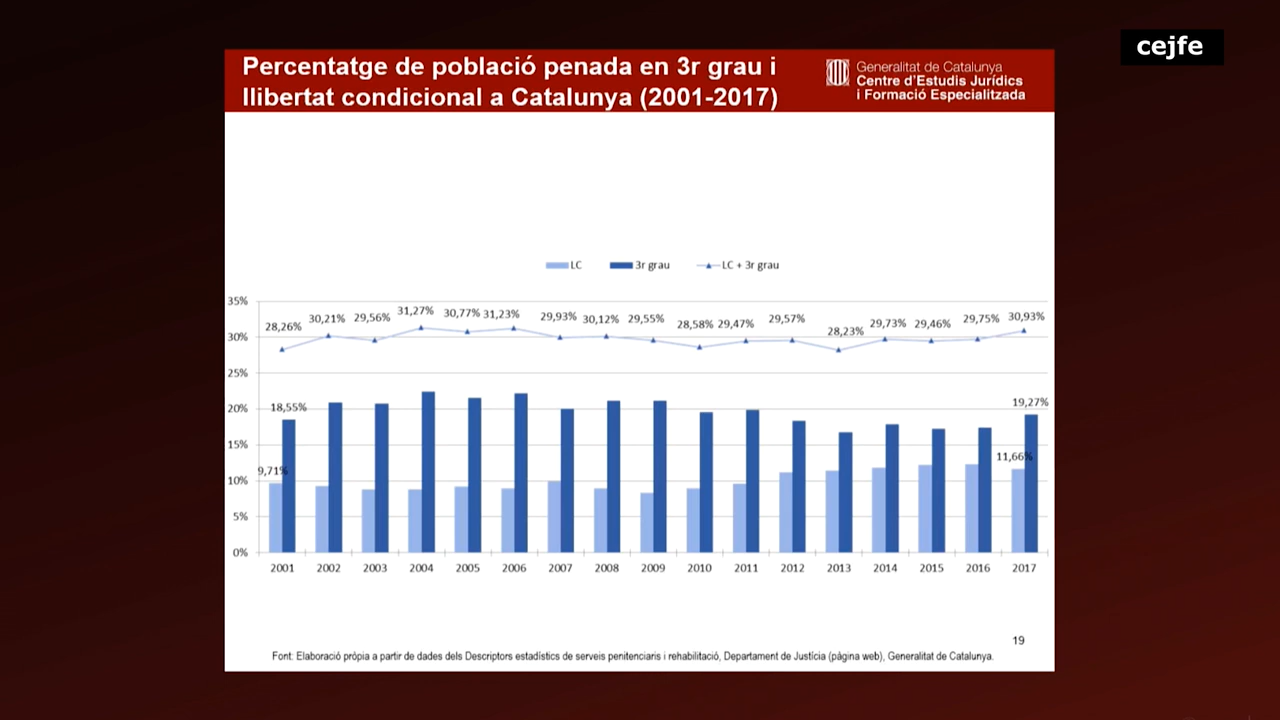 cejfe
Percentatge de població penada en 3r grau i
llibertat condicional a Catalunya (2001-2017)
Generalitat de Catalunya
Centre d'Estudis Jurídics
i Formació Especialitzada
LC 3r grau LC + 3r grau
35%
30%
25%
20%
15%
10%
5%
0%
28,26% 30,21% 29,56% 31,27% 30,77% 31,23% 29,93% 30,12% 29,55% 28,58% 29,47% 29,57% 28,23% 29,73% 29,46% 29,75% 30,93%
18,55% 19,27%
9,71% 11,66%
2001 2002 2003 2004 2005 2006 2007 2008 2009 2010 2011 2012 2013 2014 2015 2016 2017
19
Font: Elaboració pròpia a partir de dades dels Descriptors estadístics de serveis penitenciaris i rehabilitació, Departament de Justícia (pàgina web), Generalitat de Catalunya.